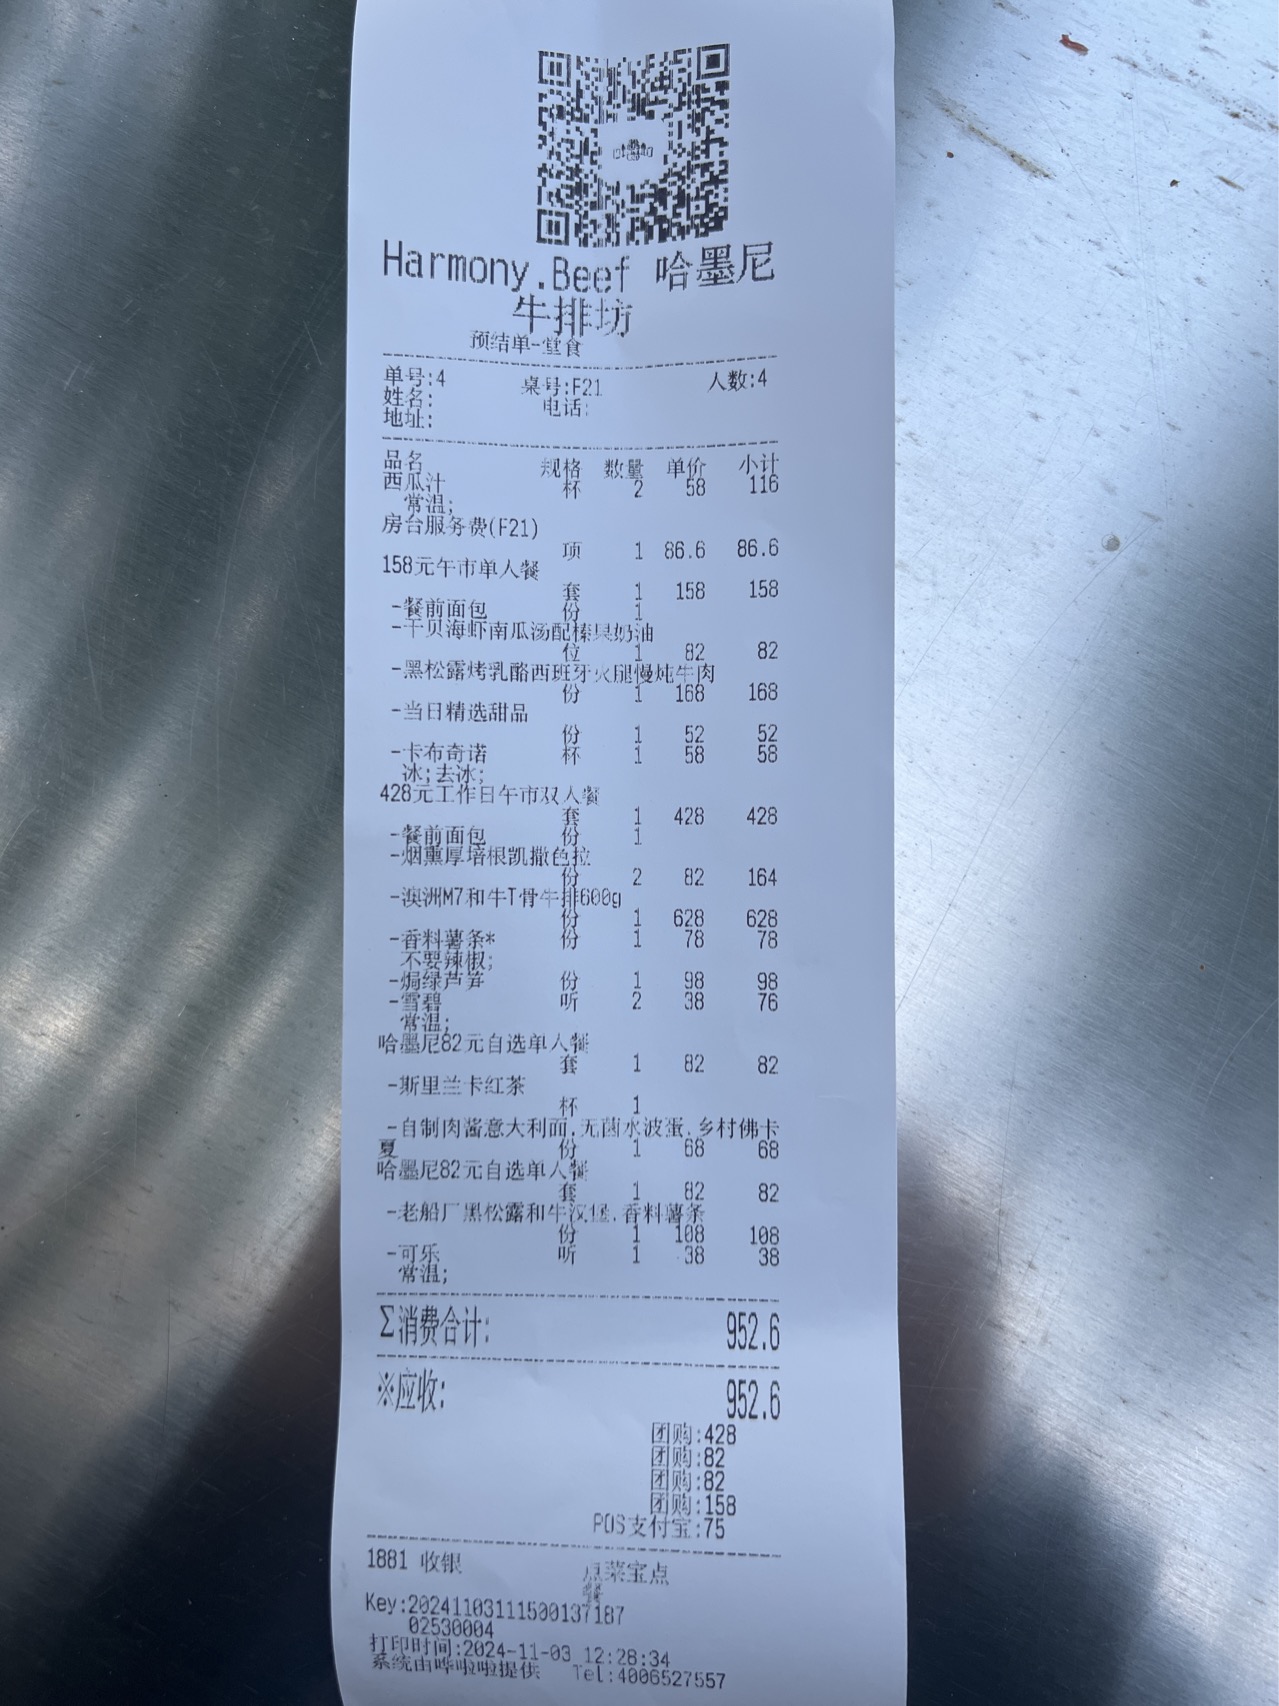 Harmony.Beef 哈墨尼
牛排坊
预结单-堂食
单号:4 桌号:F21 人数:4
姓名: 电话:
地址:
品名 规格 数量 单价 小计
西瓜汁 杯 2 58 116
常温;
房台服务费(F21)
项 1 86.6 86.6
158元午市单人餐
套 1 158 158
-餐前面包 份 1
-干贝海虾南瓜汤配榛果奶油
位 1 82 82
-黑松露烤乳酪西班牙火腿慢炖牛肉
份 1 168 168
-当日精选甜品
份 1 52 52
-卡布奇诺 杯 1 58 58
冰;去冰;
428元工作日午市双人餐
套 1 428 428
-餐前面包 份 1
-烟熏厚培根凯撒色拉
份 2 82 164
-澳洲M7和牛T骨牛排600g
份 1 628 628
-香料薯条* 份 1 78 78
不要辣椒;
-焗绿芦笋 份 1 98 98
-雪碧 听 2 38 76
常温;
哈墨尼82元自选单人餐
套 1 82 82
-斯里兰卡红茶
杯 1
-自制肉酱意大利面,无菌水波蛋,乡村佛卡
夏 份 1 68 68
哈墨尼82元自选单人餐
套 1 82 82
-老船厂黑松露和牛汉堡,香料薯条
份 1 108 108
-可乐 听 1 38 38
常温;
Σ消费合计: 952.6
※应收: 952.6
团购:428
团购:82
团购:82
团购:158
POS支付宝:75
1881 收银 点菜宝点
餐
Key:20241103111500137187
02530004
打印时间:2024-11-03 12:28:34
系统由哗啦啦提供 Tel:4006527557